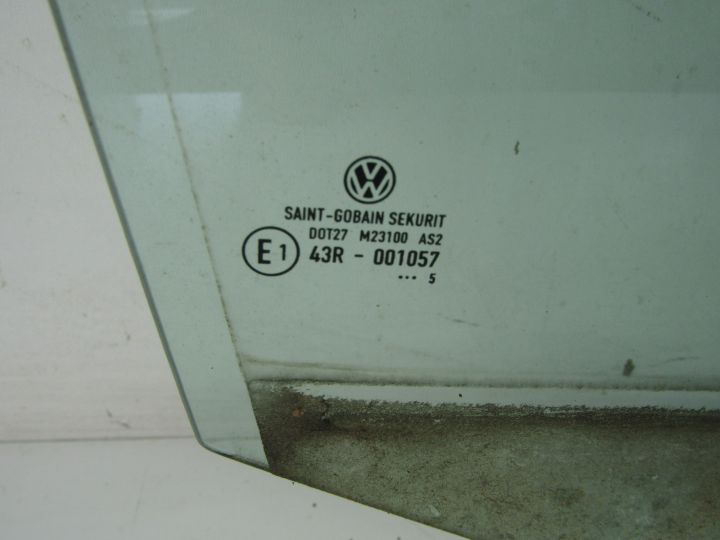 SAINT-GOBAIN SEKURIT
DOT27 M23100 AS2
E1 43R - 001057
... 5